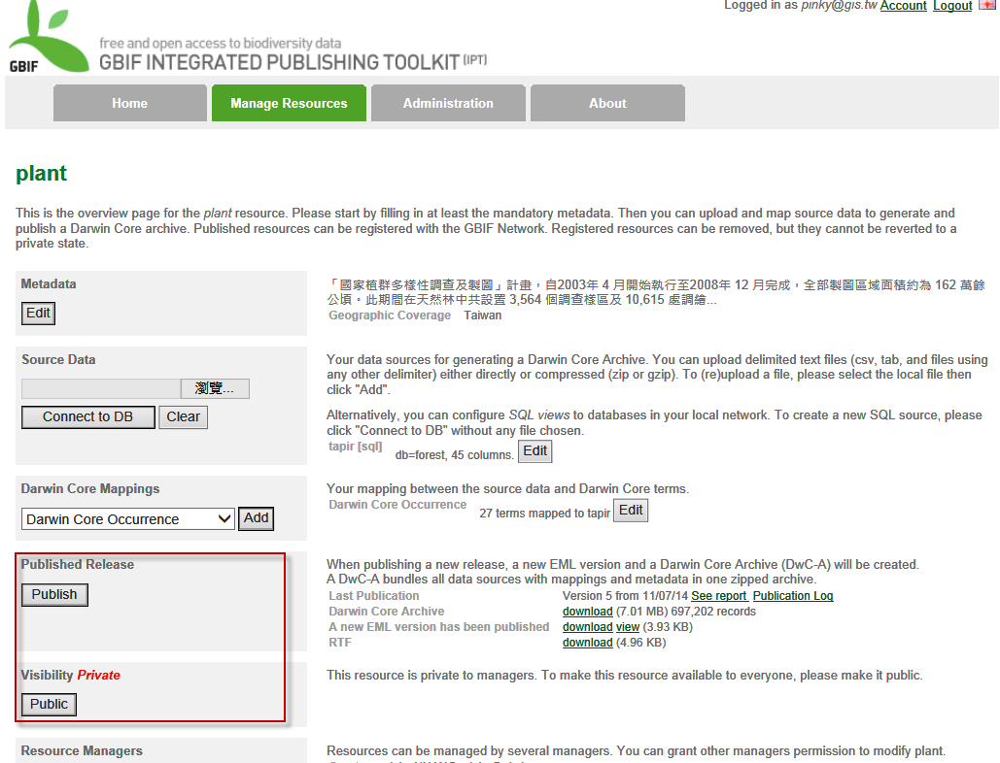 Logged in as pinky@gis.tw Account Logout
GBIF
free and open access to biodiversity data
GBIF INTEGRATED PUBLISHING TOOLKIT (IPT)
Home Manage Resources Administration About
plant
This is the overview page for the plant resource. Please start by filling in at least the mandatory metadata. Then you can upload and map source data to generate and
publish a Darwin Core archive. Published resources can be registered with the GBIF Network. Registered resources can be removed, but they cannot be reverted to a
private state.
Metadata
Edit
「國家植群多樣性調查及製圖」計畫，自2003年 4 月開始執行至2008年 12 月完成，全部製圖區域面積約為 162 萬餘
公頃。此期間在天然林中共設置 3,564 個調查樣區及 10,615 處調繪...
Geographic Coverage Taiwan
Source Data
瀏覽...
Connect to DB Clear
Your data sources for generating a Darwin Core Archive. You can upload delimited text files (csv, tab, and files using
any other delimiter) either directly or compressed (zip or gzip). To (re)upload a file, please select the local file then
click "Add".
Alternatively, you can configure SQL views to databases in your local network. To create a new SQL source, please
click "Connect to DB" without any file chosen.
tapir [sql] db=forest, 45 columns. Edit
Darwin Core Mappings
Darwin Core Occurrence Add
Your mapping between the source data and Darwin Core terms.
Darwin Core Occurrence 27 terms mapped to tapir Edit
Published Release
Publish
When publishing a new release, a new EML version and a Darwin Core Archive (DwC-A) will be created.
A DwC-A bundles all data sources with mappings and metadata in one zipped archive.
Last Publication Version 5 from 11/07/14 See report Publication Log
Darwin Core Archive download (7.01 MB) 697,202 records
A new EML version has been published download view (3.93 KB)
RTF download (4.96 KB)
Visibility Private
Public
This resource is private to managers. To make this resource available to everyone, please make it public.
Resource Managers
Resources can be managed by several managers. You can grant other managers permission to modify plant.